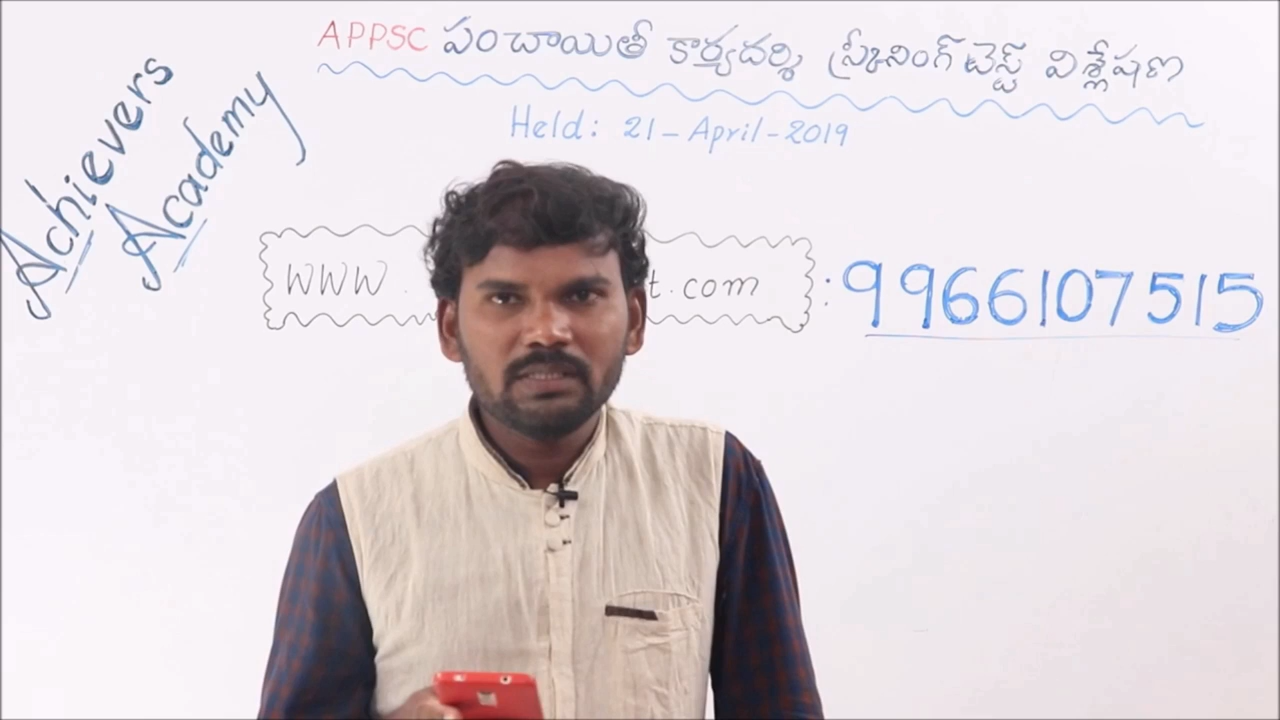 APPSC పంచాయితీ కార్యదర్శి స్క్రీనింగ్ టెస్ట్ విశ్లేషణ
Held: 21-April-2019
Achievers
Academy
www. t.com : 9966107515